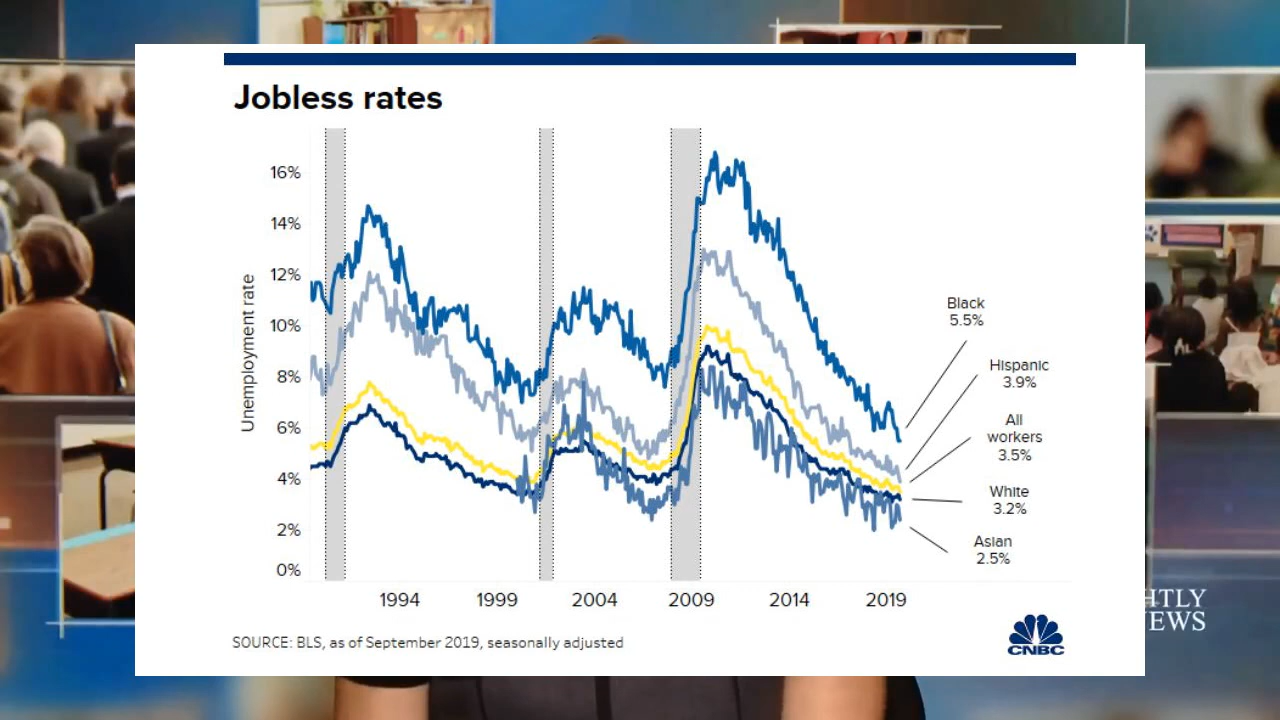 Jobless rates
Unemployment rate
16%
14%
12%
10%
8%
6%
4%
2%
0%
1994
1999
2004
2009
2014
2019
Black
5.5%
Hispanic
3.9%
All
workers
3.5%
White
3.2%
Asian
2.5%
SOURCE: BLS, as of September 2019, seasonally adjusted
CNBC
HTLY
EWS